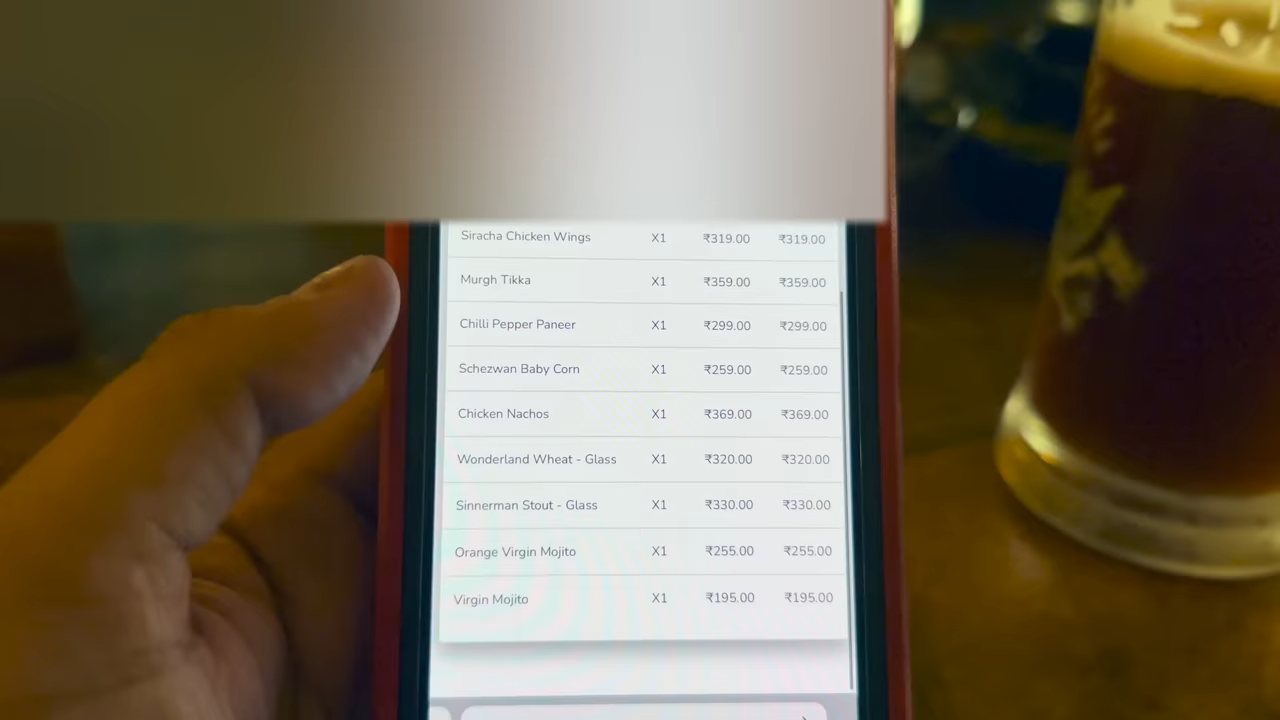 Siracha Chicken Wings X1 ₹319.00 ₹319.00
Murgh Tikka X1 ₹359.00 ₹359.00
Chilli Pepper Paneer X1 ₹299.00 ₹299.00
Schezwan Baby Corn X1 ₹259.00 ₹259.00
Chicken Nachos X1 ₹369.00 ₹369.00
Wonderland Wheat - Glass X1 ₹320.00 ₹320.00
Sinnerman Stout - Glass X1 ₹330.00 ₹330.00
Orange Virgin Mojito X1 ₹255.00 ₹255.00
Virgin Mojito X1 ₹195.00 ₹195.00